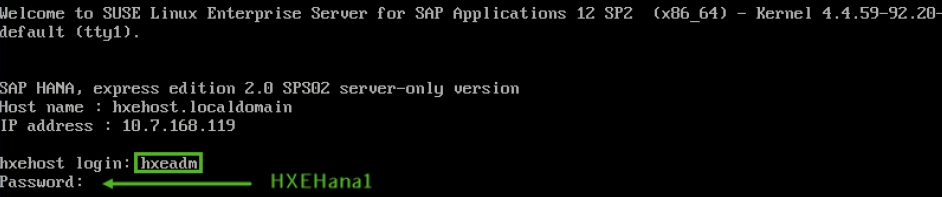 Welcome to SUSE Linux Enterprise Server for SAP Applications 12 SP2  (x86_64) - Kernel 4.4.59-92.20-
default (tty1).
SAP HANA, express edition 2.0 SPS02 server-only version
Host name : hxehost.localdomain
IP address : 10.7.168.119
hxehost login: hxeadm
Password: HXEHana1